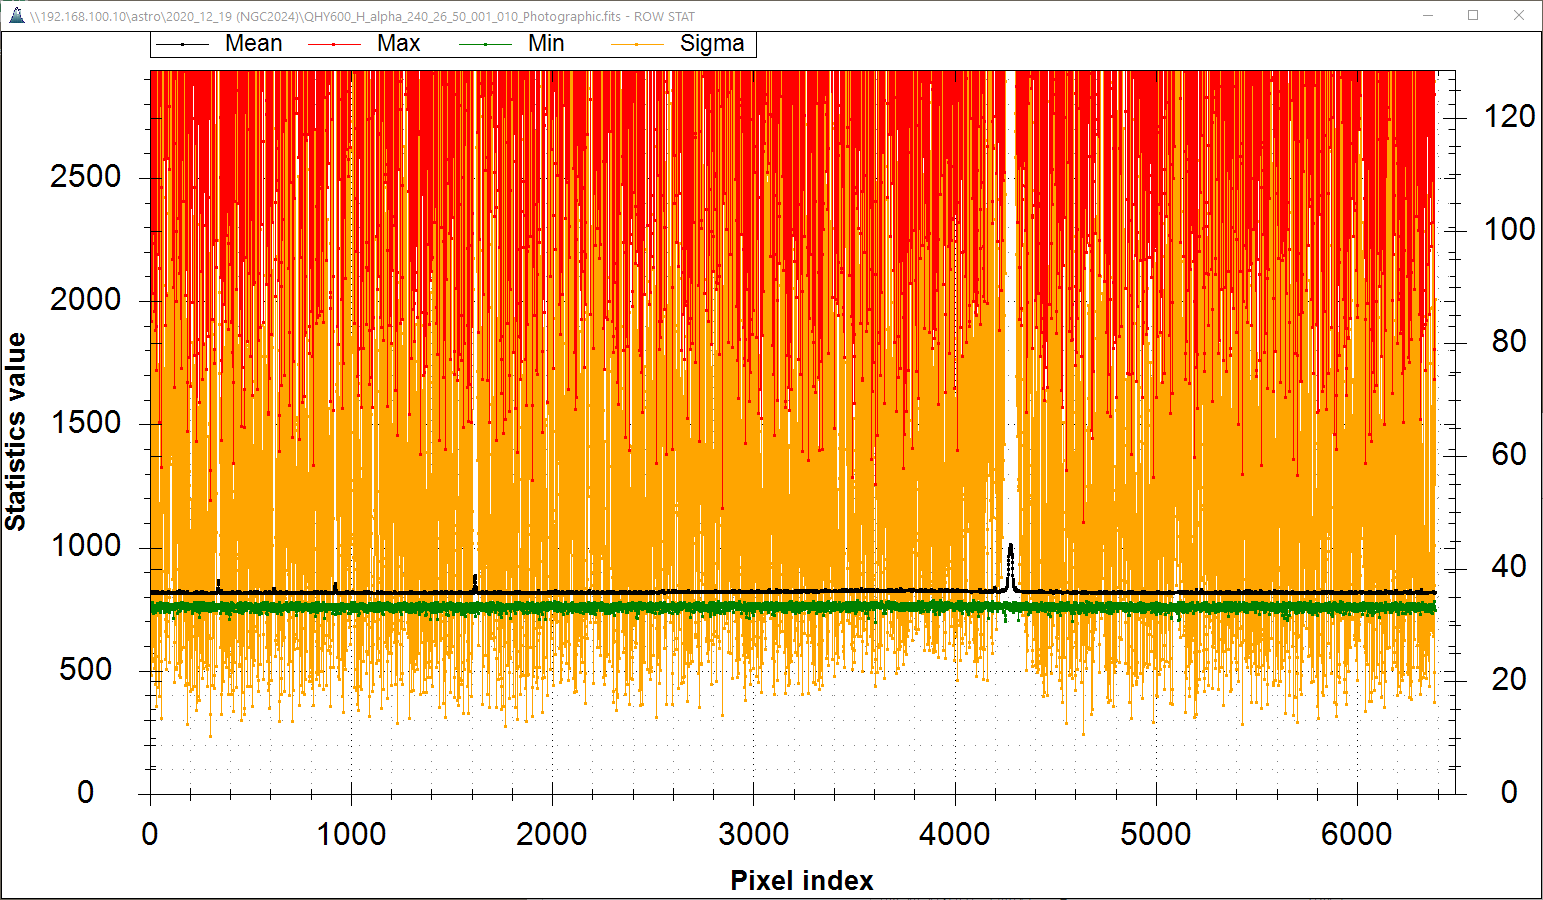 \\192.168.100.10\astro\2020_12_19 (NGC2024)\QHY600_H_alpha_240_26_50_001_010_Photographic.fits - ROW STAT
Mean Max Min Sigma
2500
2000
1500
1000
500
0
Statistics value
120
100
80
60
40
20
0
0 1000 2000 3000 4000 5000 6000
Pixel index